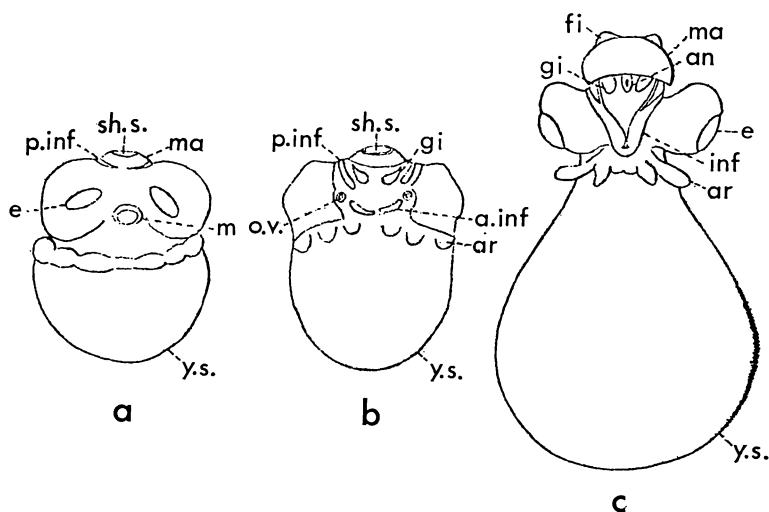 sh.s.
p.inf
ma
e
m
y.s.
a
sh.s.
p.inf
gi
o.v.
a.inf
ar
y.s.
b
fi
ma
an
gi
e
inf
ar
y.s.
c